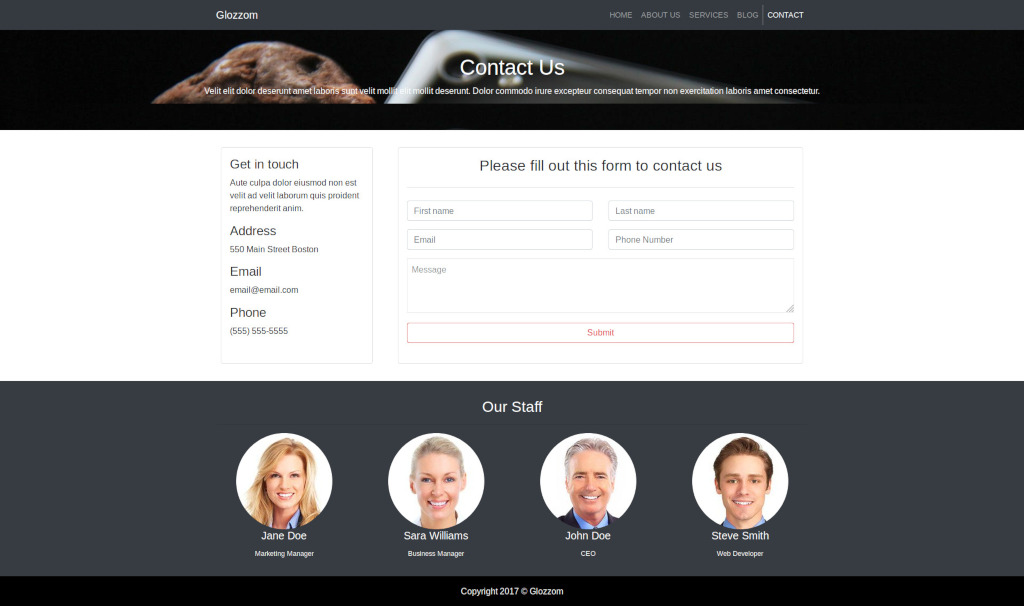 Glozzom
HOME ABOUT US SERVICES BLOG CONTACT
Contact Us
Velit elit dolor deserunt amet laboris sunt velit mollit elit mollit deserunt. Dolor commodo irure excepteur consequat tempor non exercitation laboris amet consectetur.
Get in touch
Aute culpa dolor eiusmod non est
velit ad velit laborum quis proident
reprehenderit anim.
Address
550 Main Street Boston
Email
email@email.com
Phone
(555) 555-5555
Please fill out this form to contact us
First name
Last name
Email
Phone Number
Message
Submit
Our Staff
Jane Doe
Marketing Manager
Sara Williams
Business Manager
John Doe
CEO
Steve Smith
Web Developer
Copyright 2017 © Glozzom